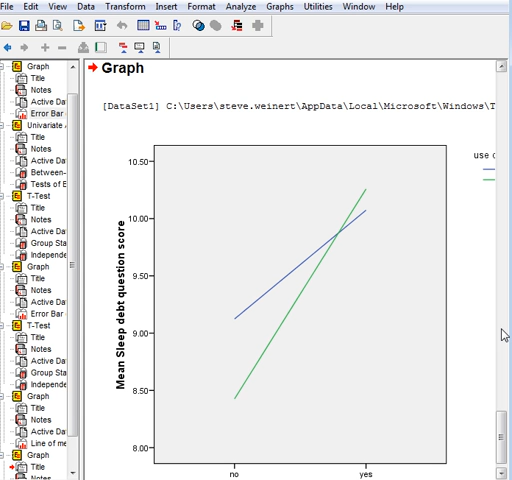 File Edit View Data Transform Insert Format Analyze Graphs Utilities Window Help
Graph
Title
Notes
Active Da
Error Bar
Univariate
Title
Notes
Active Da
Between-
Tests of E
T-Test
Title
Notes
Active Da
Group Sta
Independe
Graph
Title
Notes
Active Da
Error Bar
T-Test
Title
Notes
Active Da
Group Sta
Independe
Graph
Title
Notes
Active Da
Line of me
Graph
Title
Notes
Graph
[DataSet1] C:\Users\steve.weinert\AppData\Local\Microsoft\Windows\T
use
10.50
10.00
9.50
9.00
8.50
8.00
Mean Sleep debt question score
no yes